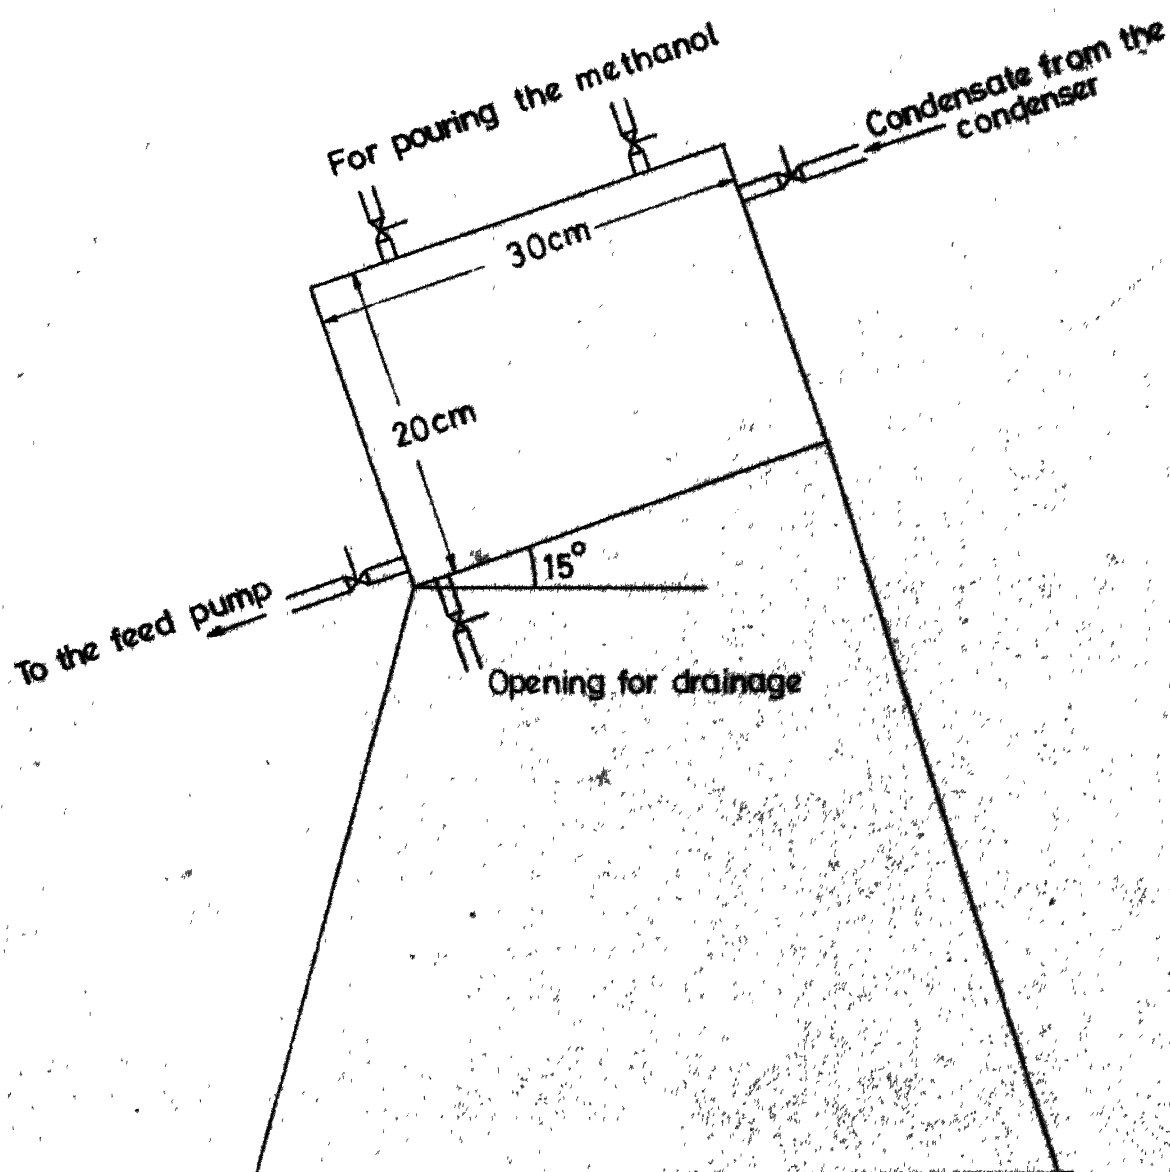 For pouring the methanol
Condensate from the
condenser
30cm
20cm
15°
To the feed pump
Opening for drainage